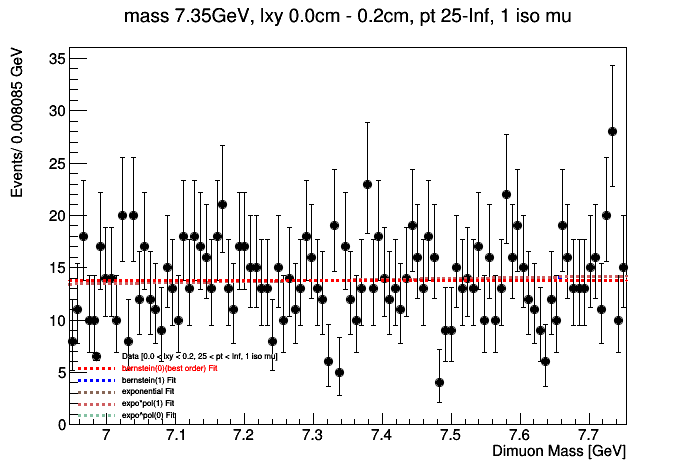 mass 7.35GeV, lxy 0.0cm - 0.2cm, pt 25-Inf, 1 iso mu
Events/ 0.008085 GeV
35
30
25
20
15
10
5
0
Data [0.0 < lxy < 0.2, 25 < pt < Inf, 1 iso mu]
bernstein(0)(best order) Fit
bernstein(1) Fit
exponential Fit
expo*pol(1) Fit
expo^pol(0) Fit
7 7.1 7.2 7.3 7.4 7.5 7.6 7.7
Dimuon Mass [GeV]